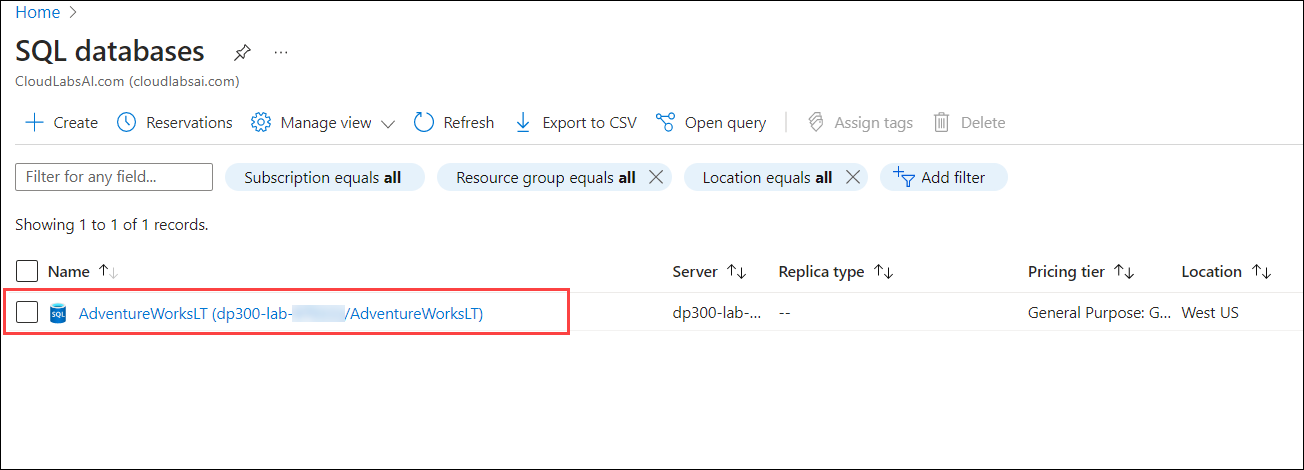 Home >
SQL databases ...
CloudLabsAI.com (cloudlabsai.com)
Create Reservations Manage view Refresh Export to CSV Open query Assign tags Delete
Filter for any field... Subscription equals all Resource group equals all Location equals all Add filter
Showing 1 to 1 of 1 records.
Name Server Replica type Pricing tier Location
SQL AdventureWorksLT (dp300-lab- /AdventureWorksLT) dp300-lab-... -- General Purpose: G... West US